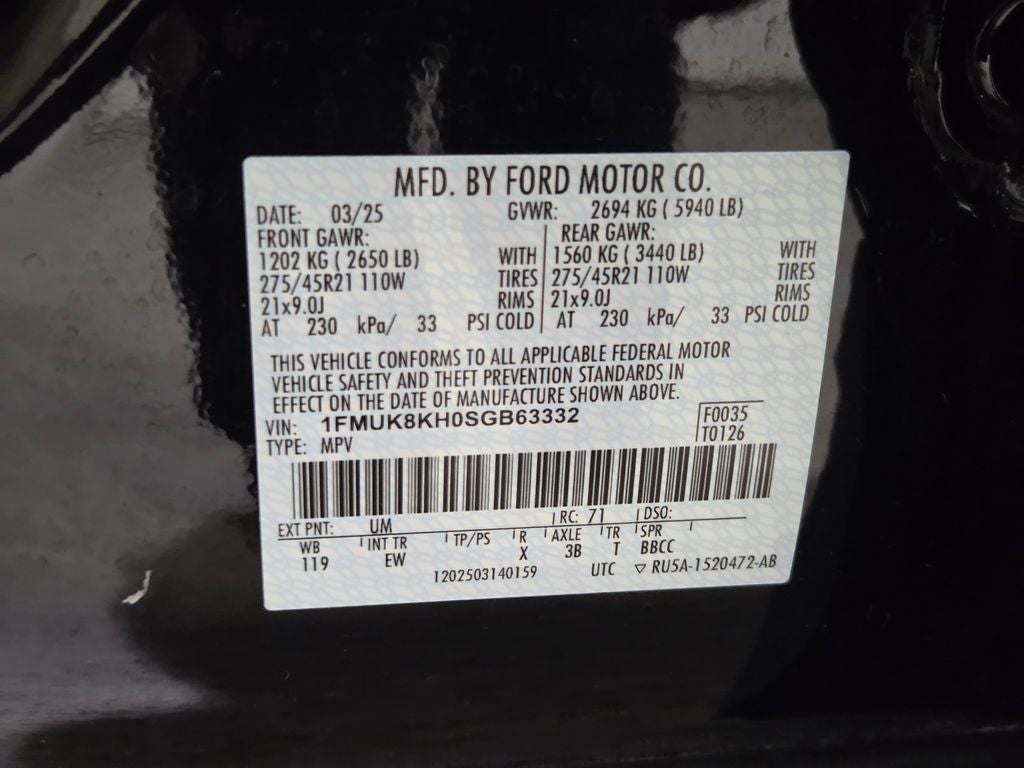 MFD. BY FORD MOTOR CO.
DATE: 03/25 GVWR: 2694 KG ( 5940 LB)
FRONT GAWR: REAR GAWR:
1202 KG ( 2650 LB) WITH 1560 KG ( 3440 LB) WITH
275/45R21 110W TIRES 275/45R21 110W TIRES
21x9.0J RIMS 21x9.0J RIMS
AT 230 kPa/ 33 PSI COLD AT 230 kPa/ 33 PSI COLD
THIS VEHICLE CONFORMS TO ALL APPLICABLE FEDERAL MOTOR
VEHICLE SAFETY AND THEFT PREVENTION STANDARDS IN
EFFECT ON THE DATE OF MANUFACTURE SHOWN ABOVE.
VIN: 1FMUK8KH0SGB63332 F0035
TYPE: MPV T0126
EXT PNT: UM RC: 71 DSO:
WB INT TR TP/PS R AXLE TR SPR
119 EW X 3B T BBCC
1202503140159 UTC ▽ RU5A-1520472-AB